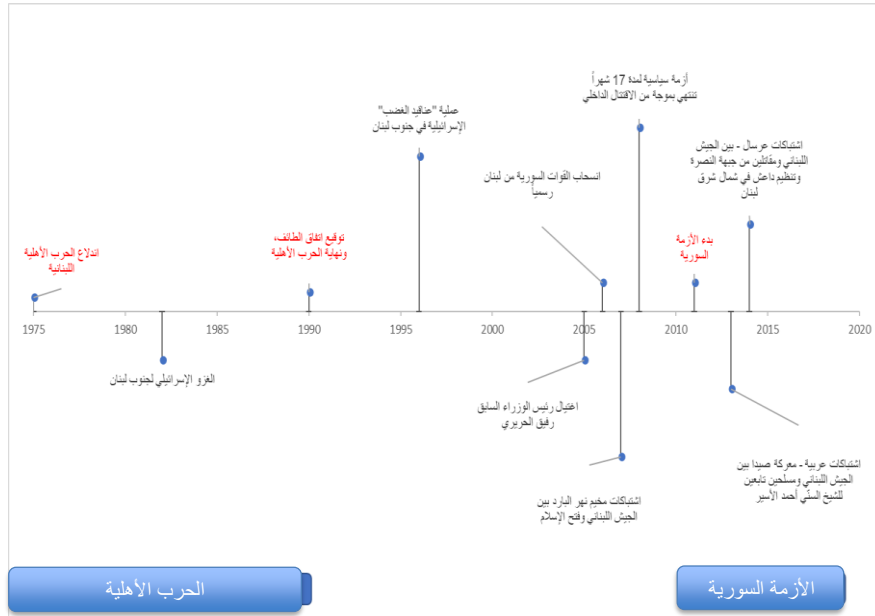 أزمة سياسية لمدة 17 شهراً
تنتهي بموجة من الاقتتال الداخلي
عملية "عناقيد الغضب"
الإسرائيلية في جنوب لبنان
اشتباكات عرسال - بين الجيش
اللبناني ومقاتلين من جبهة النصرة
وتنظيم داعش في شمال شرق
لبنان
انسحاب القوات السورية من لبنان
رسمياً
بدء الأزمة
السورية
توقيع اتفاق الطائف،
ونهاية الحرب الأهلية
اندلاع الحرب الأهلية
اللبنانية
1975 1980 1985 1990 1995 2000 2005 2010 2015 2020
الغزو الإسرائيلي لجنوب لبنان
اغتيال رئيس الوزراء السابق
رفيق الحريري
اشتباكات عربية - معركة صيدا بين
الجيش اللبناني ومسلحين تابعين
للشيخ السنّي أحمد الأسير
اشتباكات مخيم نهر البارد بين
الجيش اللبناني وفتح الإسلام
الحرب الأهلية
الأزمة السورية